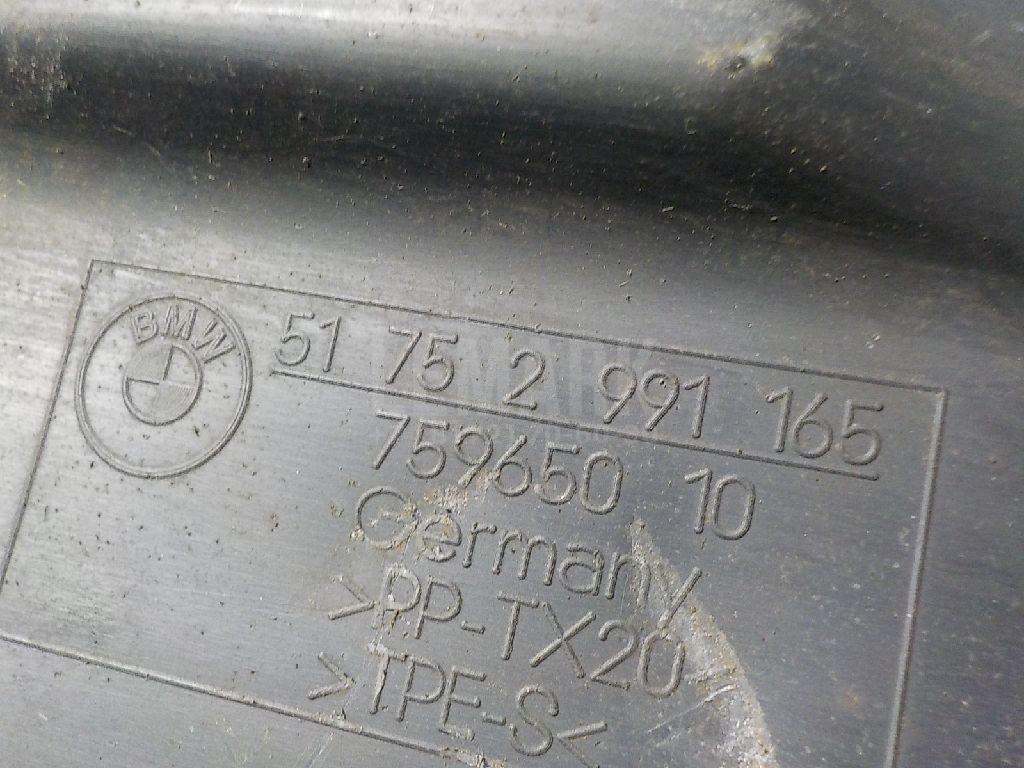 BMW
51 75 2 991 165
759650 10
Germany
>PP-TX20
>TPE-S<